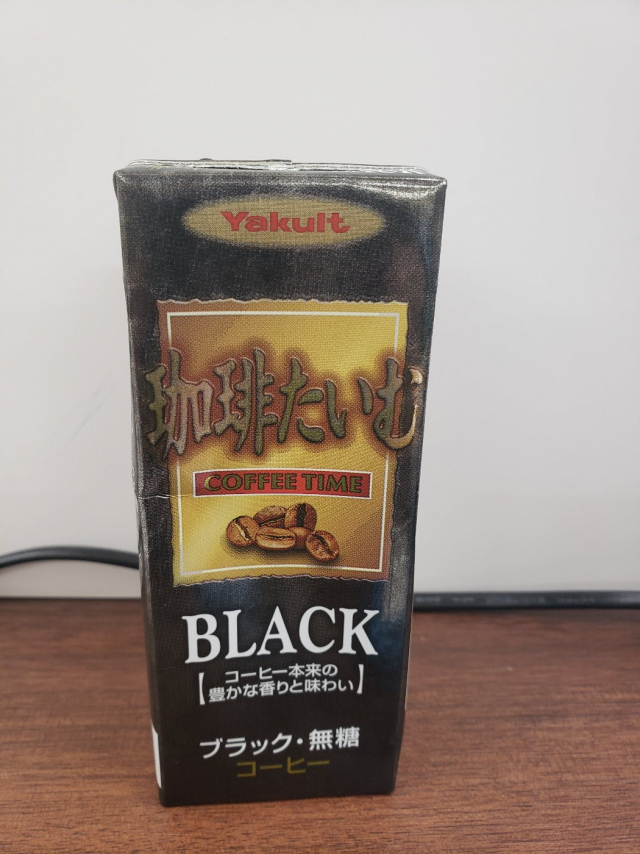 Yakult
珈琲たいむ
COFFEE TIME
BLACK
【コーヒー本来の
豊かな香りと味わい】
ブラック・無糖
コーヒー